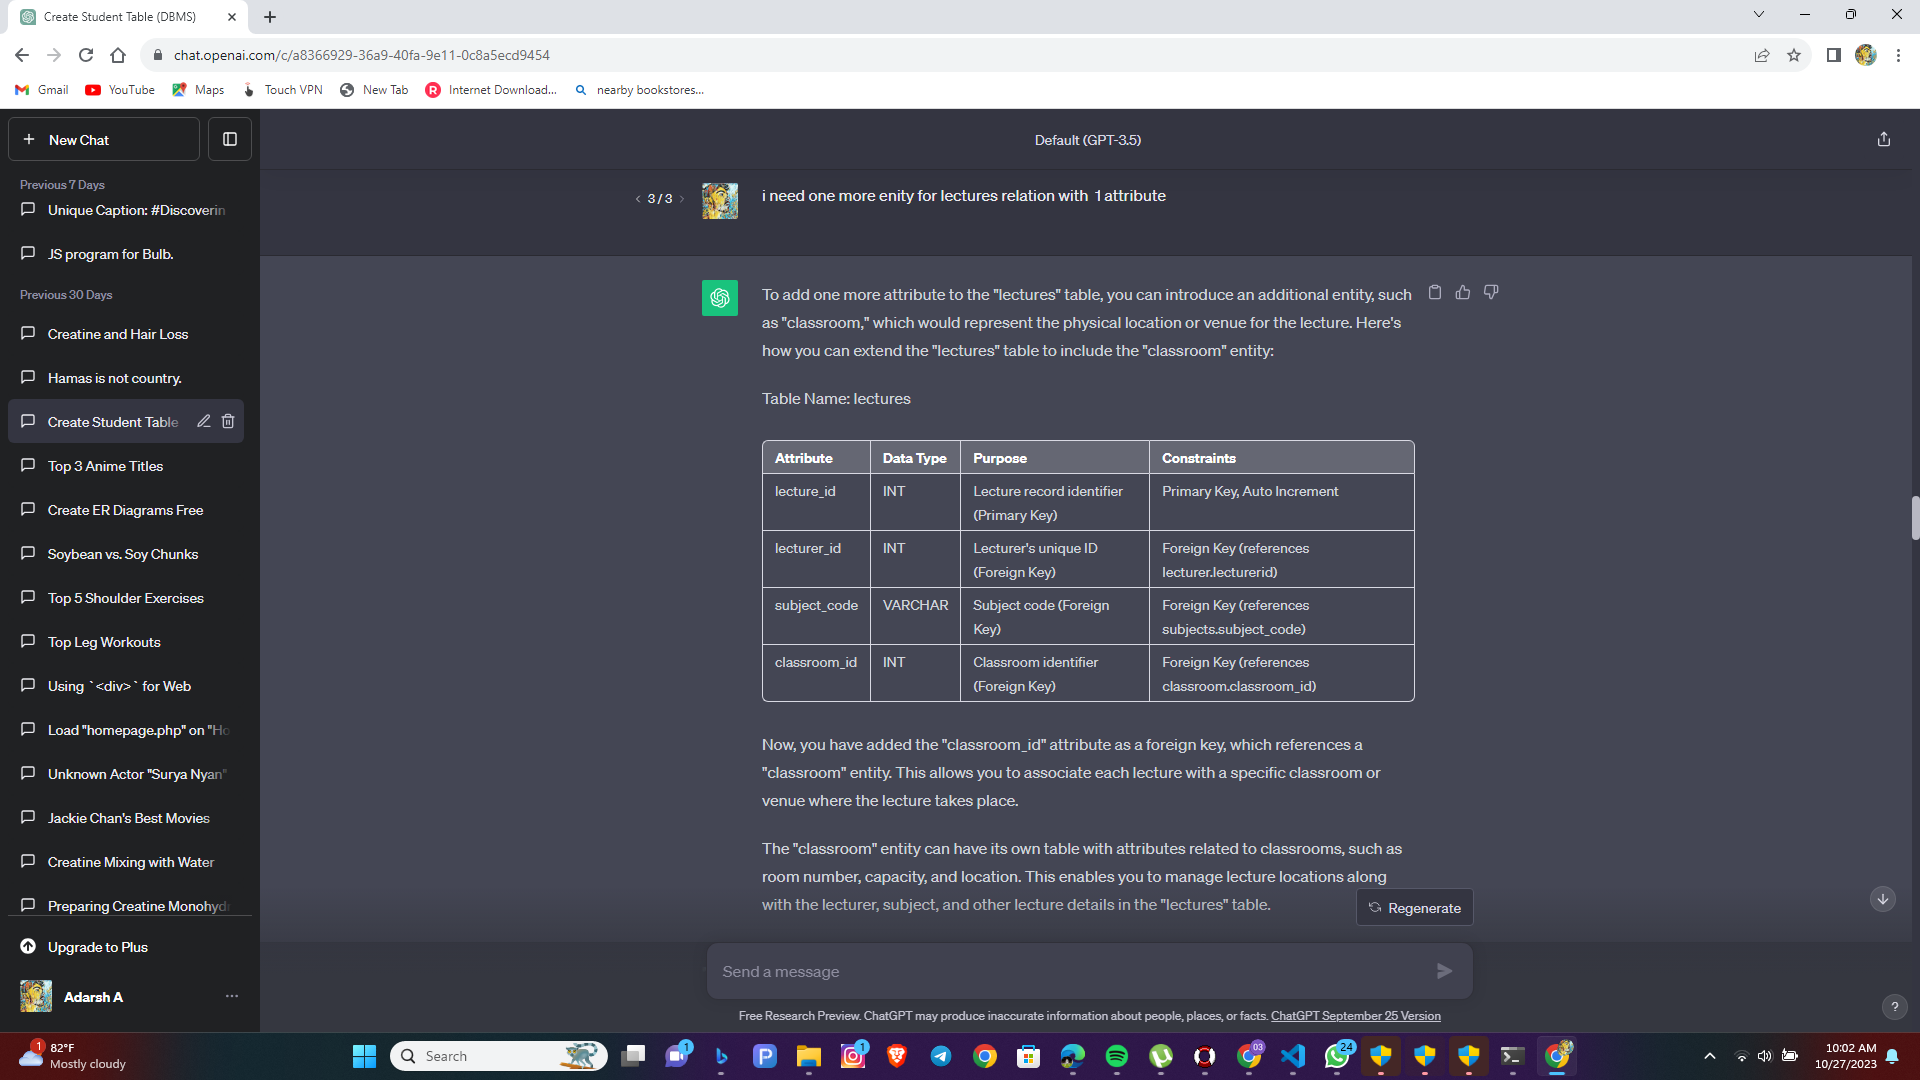 Create Student Table (DBMS)
chat.openai.com/c/a8366929-36a9-40fa-9e11-0c8a5ecd9454
Gmail YouTube Maps Touch VPN New Tab Internet Download... nearby bookstores...
New Chat
Default (GPT-3.5)
Previous 7 Days
Unique Caption: #Discoverin
JS program for Bulb.
Previous 30 Days
Creatine and Hair Loss
Hamas is not country.
Create Student Table
Top 3 Anime Titles
Create ER Diagrams Free
Soybean vs. Soy Chunks
Top 5 Shoulder Exercises
Top Leg Workouts
Using `<div>` for Web
Load "homepage.php" on "Ho
Unknown Actor "Surya Nyan"
Jackie Chan's Best Movies
Creatine Mixing with Water
Preparing Creatine Monohyd
Upgrade to Plus
Adarsh A
3 / 3
i need one more enity for lectures relation with 1 attribute
To add one more attribute to the "lectures" table, you can introduce an additional entity, such
as "classroom," which would represent the physical location or venue for the lecture. Here's
how you can extend the "lectures" table to include the "classroom" entity:
Table Name: lectures
Attribute Data Type Purpose Constraints
lecture_id INT Lecture record identifier Primary Key, Auto Increment
(Primary Key)
lecturer_id INT Lecturer's unique ID Foreign Key (references
(Foreign Key) lecturer.lecturerid)
subject_code VARCHAR Subject code (Foreign Foreign Key (references
Key) subjects.subject_code)
classroom_id INT Classroom identifier Foreign Key (references
(Foreign Key) classroom.classroom_id)
Now, you have added the "classroom_id" attribute as a foreign key, which references a
"classroom" entity. This allows you to associate each lecture with a specific classroom or
venue where the lecture takes place.
The "classroom" entity can have its own table with attributes related to classrooms, such as
room number, capacity, and location. This enables you to manage lecture locations along
with the lecturer, subject, and other lecture details in the "lectures" table.
Regenerate
Send a message
Free Research Preview. ChatGPT may produce inaccurate information about people, places, or facts. ChatGPT September 25 Version
?
1
82°F
Mostly cloudy
Search
1
1
03
24
10:02 AM
10/27/2023